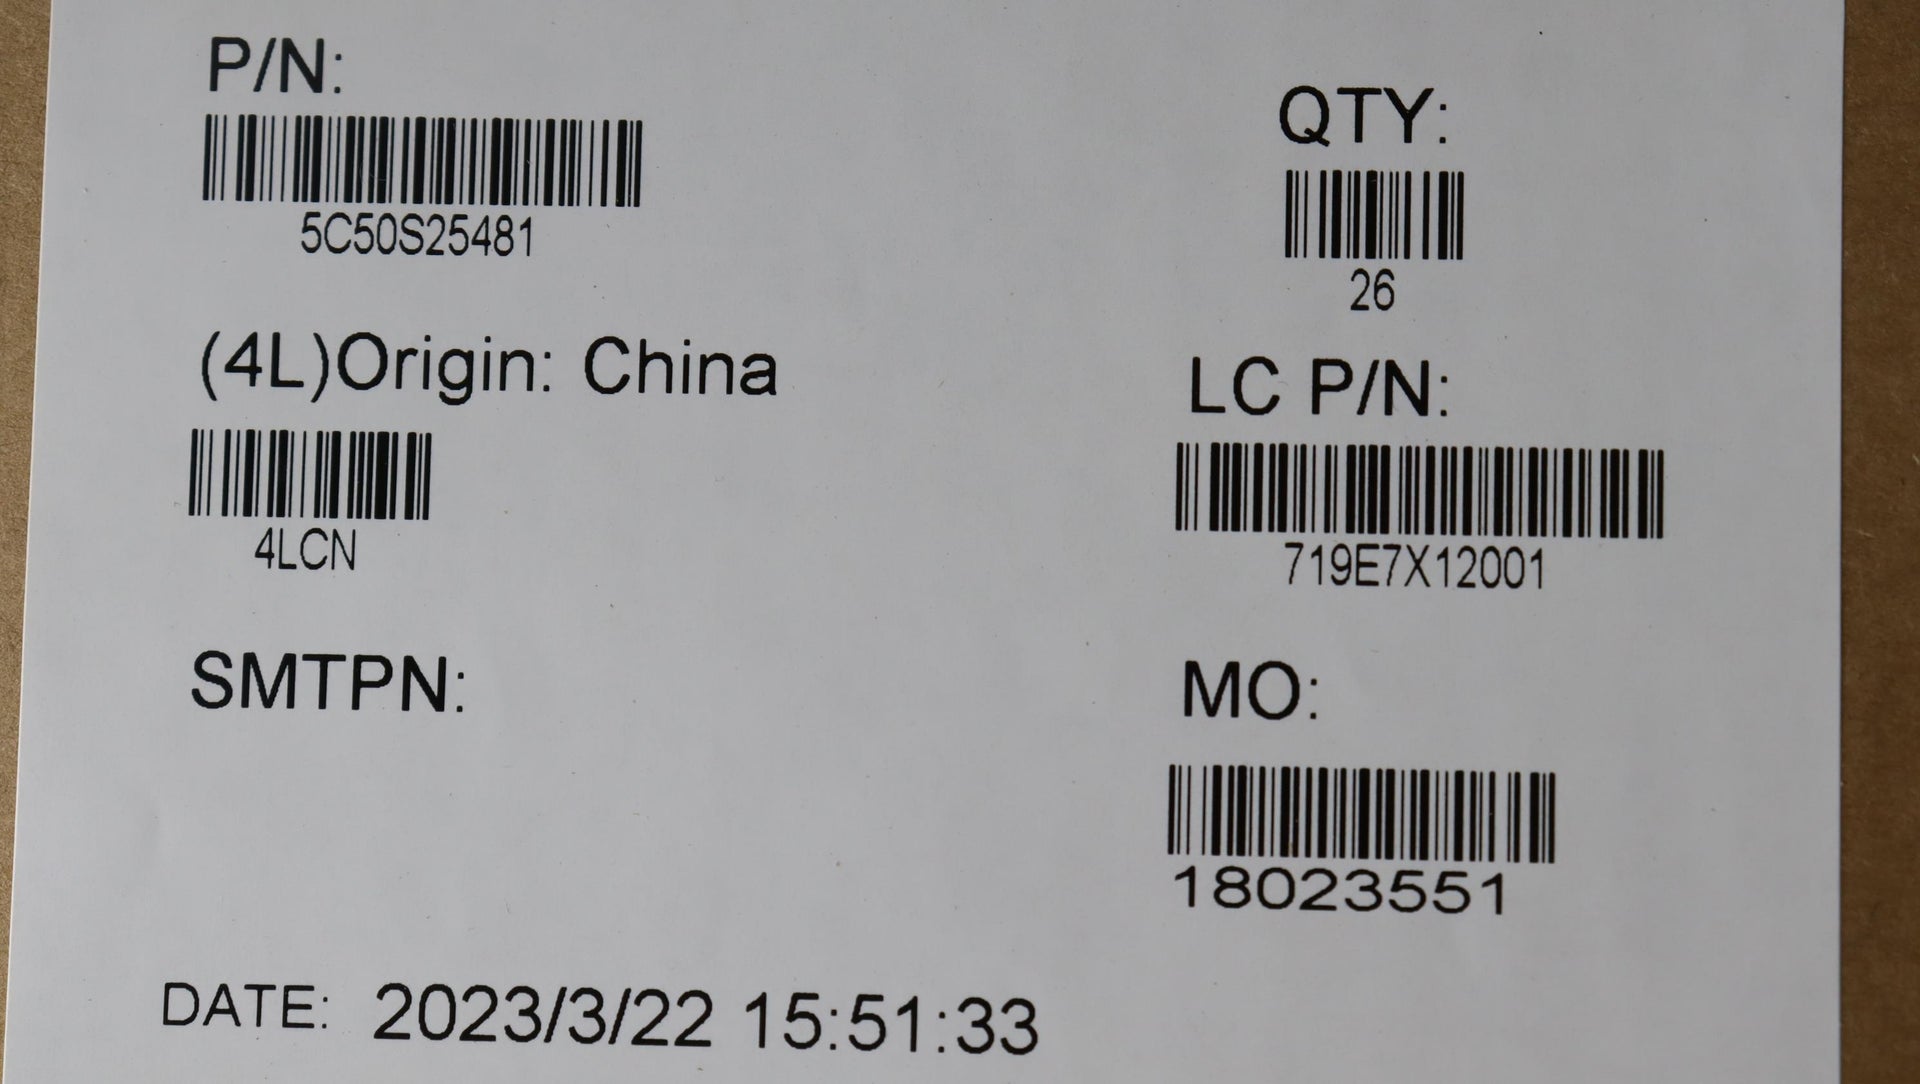 P/N:
5C50S25481
QTY:
26
(4L)Origin: China
4LCN
LC P/N:
719E7X12001
SMTPN:
MO:
18023551
DATE: 2023/3/22 15:51:33